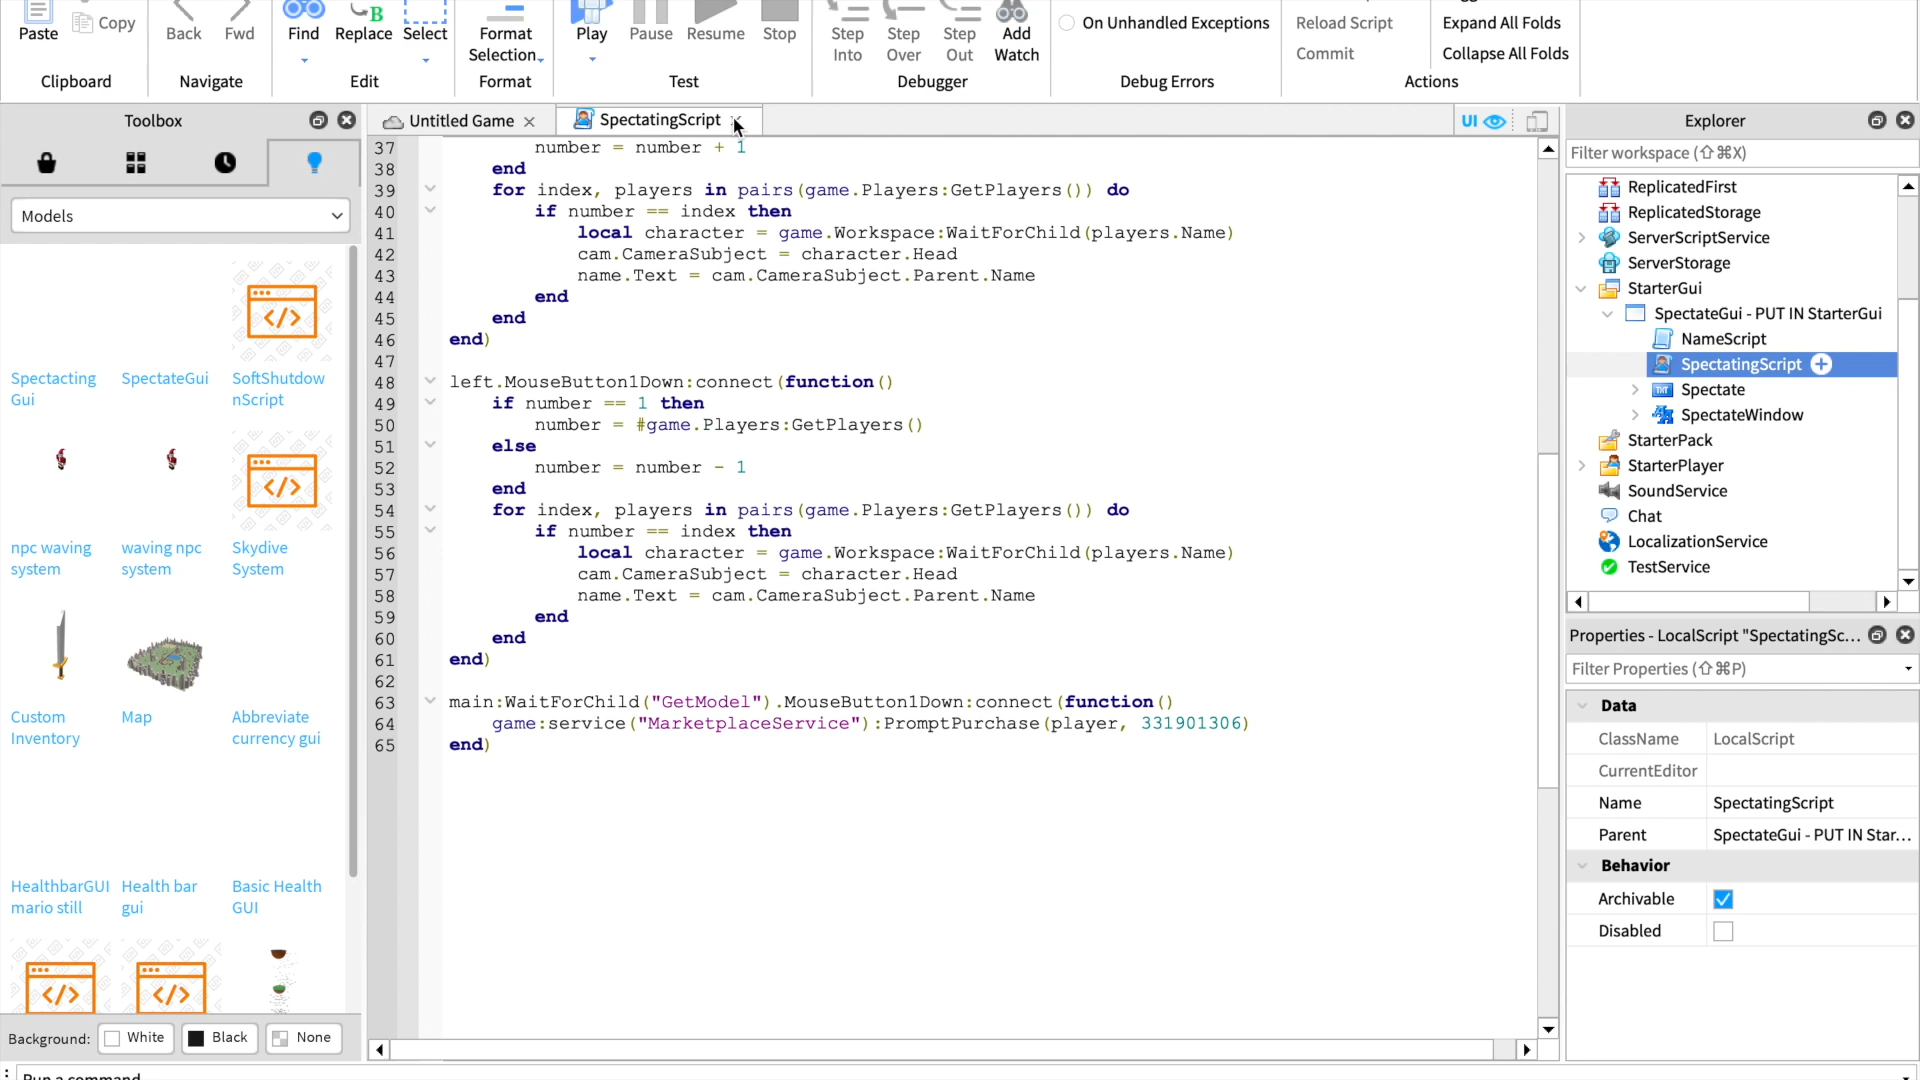 Paste
Copy
Clipboard
Back
Fwd
Navigate
Find
Replace
Select
Edit
Format
Selection
Format
Play
Pause
Resume
Stop
Test
Step
Into
Step
Over
Step
Out
Add
Watch
Debugger
On Unhandled Exceptions
Debug Errors
Reload Script
Commit
Expand All Folds
Collapse All Folds
Actions
Toolbox
Models
Spectacting
Gui
SpectateGui
SoftShutdow
nScript
npc waving
system
waving npc
system
Skydive
System
Custom
Inventory
Map
Abbreviate
currency gui
HealthbarGUI
mario still
Health bar
gui
Basic Health
GUI
Background:
White
Black
None
Untitled Game
SpectatingScript
UI
37 number = number + 1
38 end
39 for index, players in pairs(game.Players:GetPlayers()) do
40 if number == index then
41 local character = game.Workspace:WaitForChild(players.Name)
42 cam.CameraSubject = character.Head
43 name.Text = cam.CameraSubject.Parent.Name
44 end
45 end
46 end)
47
48 left.MouseButton1Down:connect(function()
49 if number == 1 then
50 number = #game.Players:GetPlayers()
51 else
52 number = number - 1
53 end
54 for index, players in pairs(game.Players:GetPlayers()) do
55 if number == index then
56 local character = game.Workspace:WaitForChild(players.Name)
57 cam.CameraSubject = character.Head
58 name.Text = cam.CameraSubject.Parent.Name
59 end
60 end
61 end)
62
63 main:WaitForChild("GetModel").MouseButton1Down:connect(function()
64 game:service("MarketplaceService"):PromptPurchase(player, 331901306)
65 end)
Explorer
Filter workspace (⇧⌘X)
ReplicatedFirst
ReplicatedStorage
ServerScriptService
ServerStorage
StarterGui
SpectateGui - PUT IN StarterGui
NameScript
SpectatingScript
TXT Spectate
SpectateWindow
StarterPack
StarterPlayer
SoundService
Chat
LocalizationService
TestService
Properties - LocalScript "SpectatingSc...
Filter Properties (⇧⌘P)
Data
ClassName LocalScript
CurrentEditor
Name SpectatingScript
Parent SpectateGui - PUT IN Star...
Behavior
Archivable
Disabled
Run a command